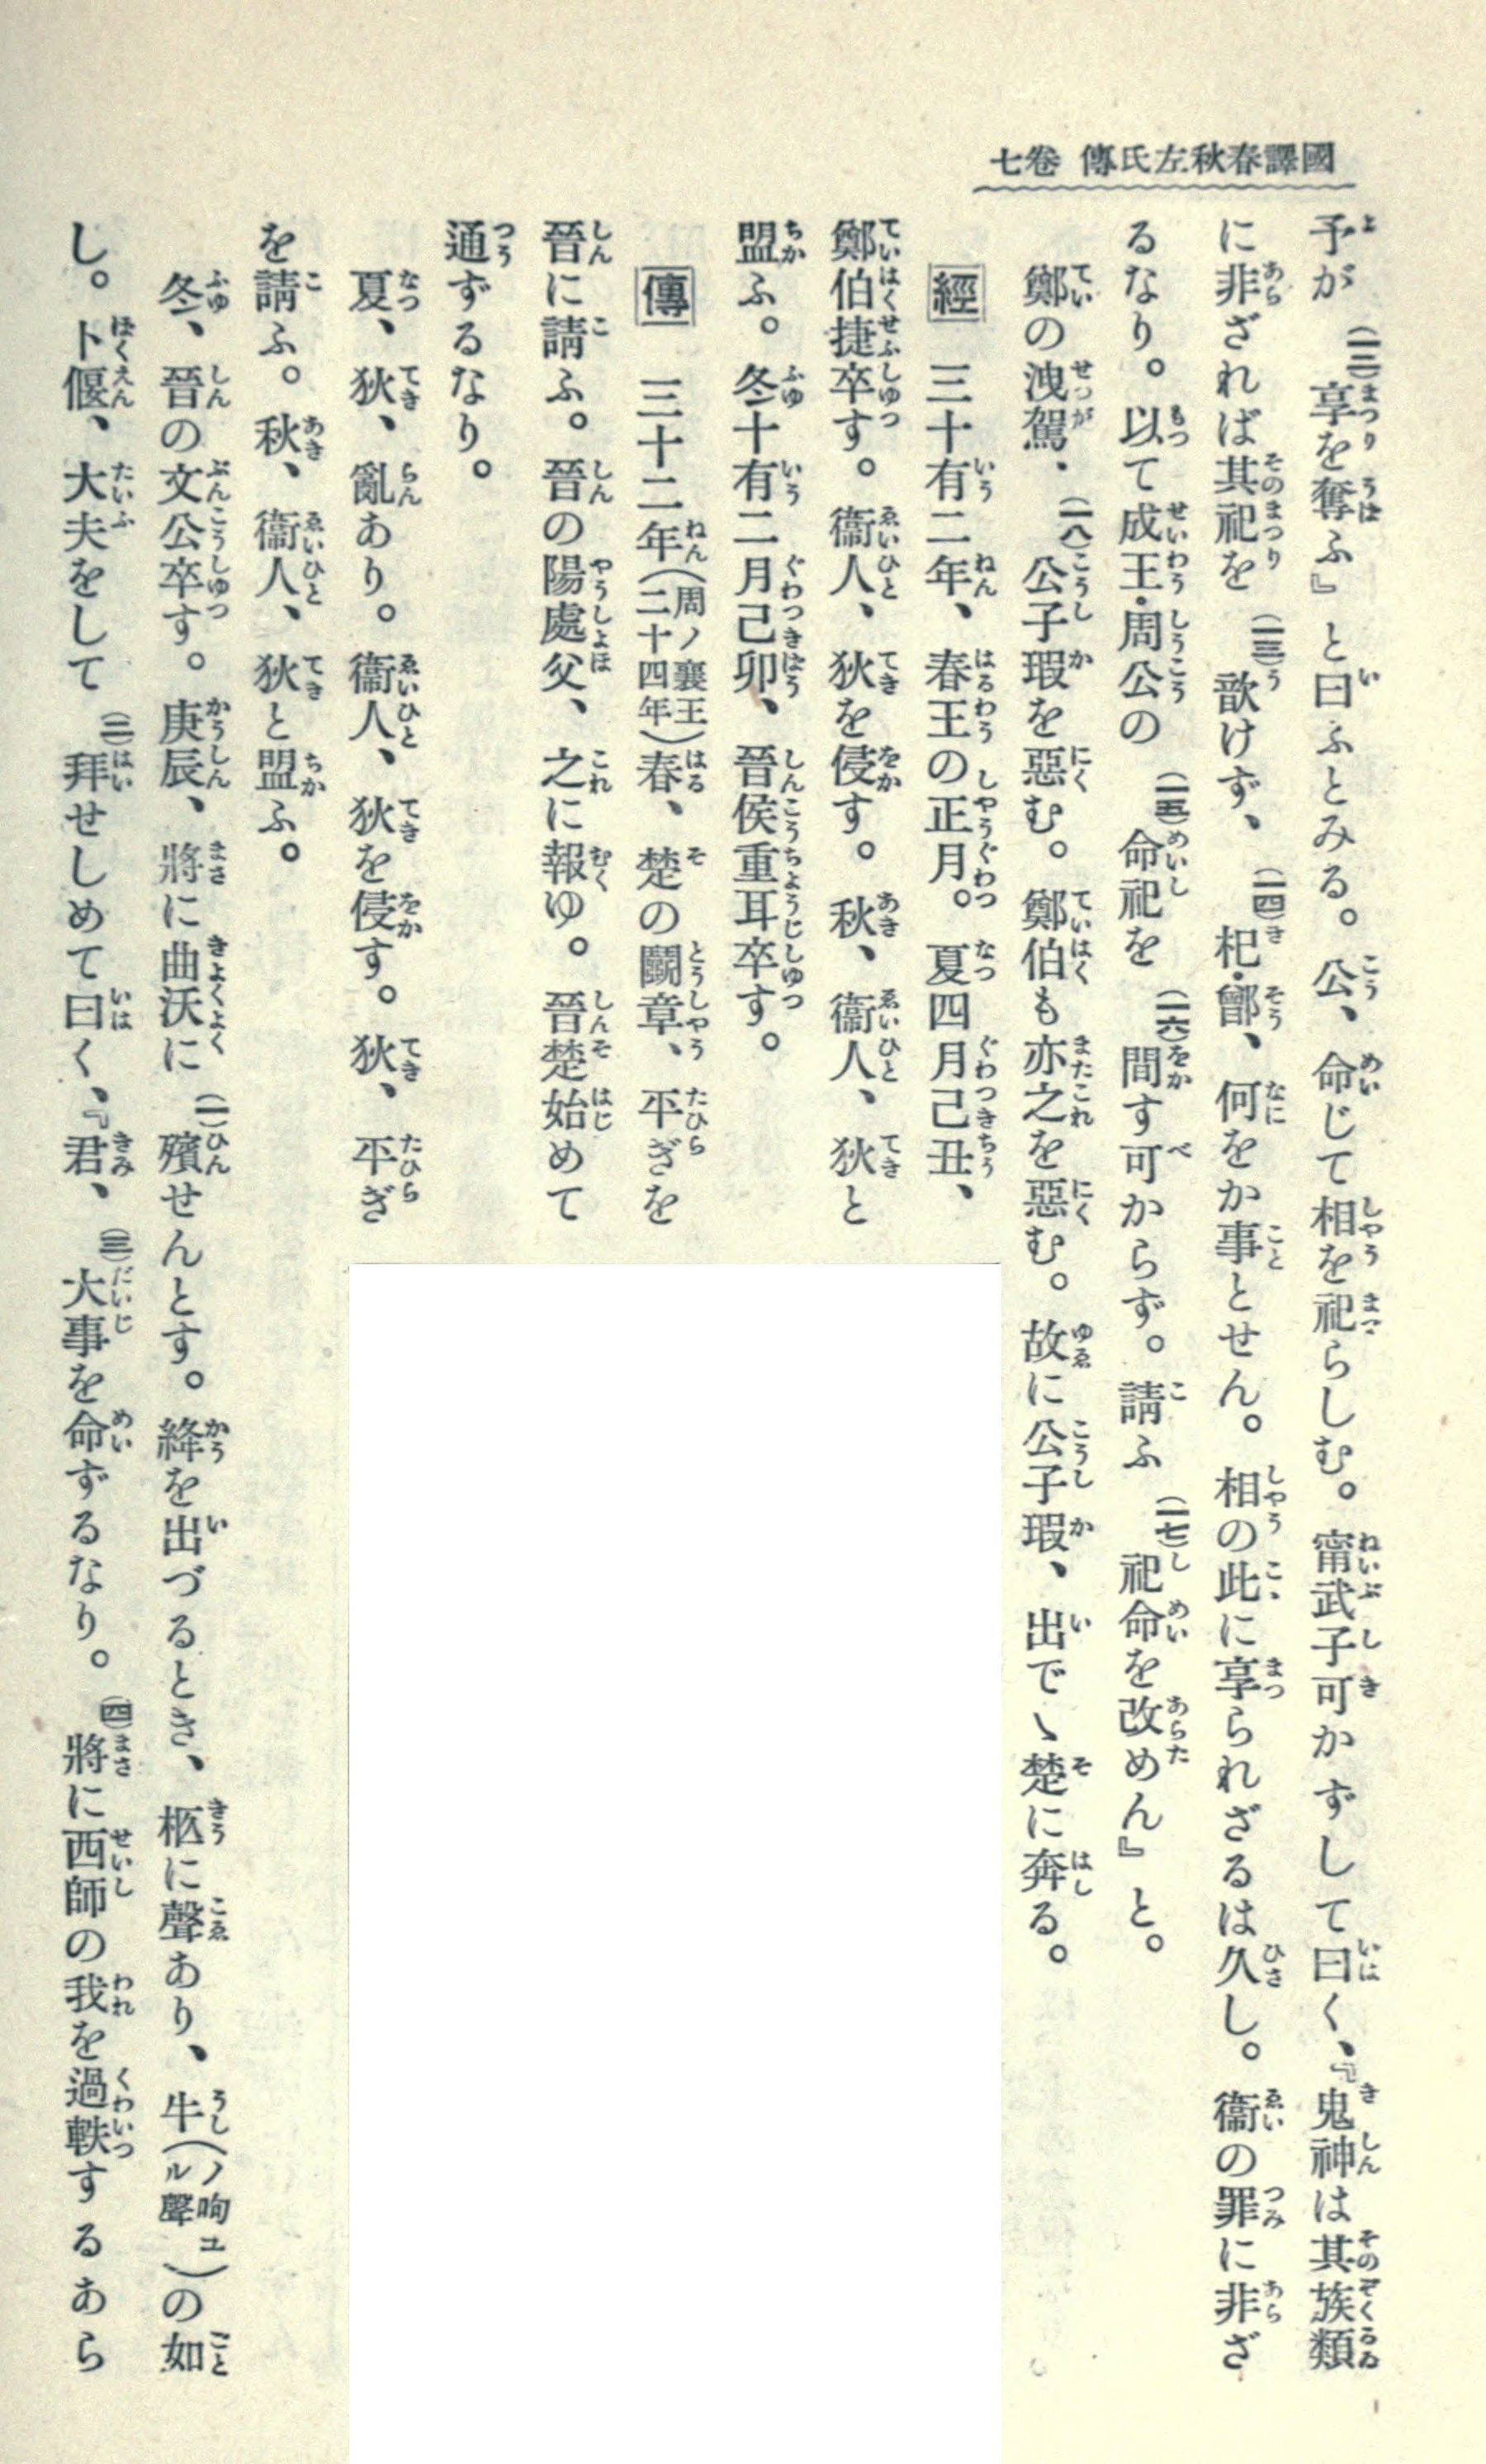 國譯春秋左氏傳 卷七
予が(一二)享を奪ふ』と曰ふとみる。公、命じて相を祀らしむ。甯武子可かずして曰く、『鬼神は其族類
に非ざれば其祀を(一三)歆けず、(一四)杞・鄫、何をか事とせん。相の此に享られざるは久し。衞の罪に非ざ
るなり。以て成王・周公の(一五)命祀を(一六)間す可からず。請ふ(一七)祀命を改めん』と。
鄭の洩駕・(一八)公子瑕を惡む。鄭伯も亦之を惡む。故に公子瑕、出でゝ楚に奔る。
經 三十有二年、春王の正月。夏四月己丑、
鄭伯捷卒す。衞人、狄を侵す。秋、衞人、狄と
盟ふ。冬十有二月己卯、晉侯重耳卒す。
傳 三十二年(周ノ襄王二十四年)春、楚の鬭章、平ぎを
晉に請ふ。晉の陽處父、之に報ゆ。晉楚始めて
通ずるなり。
夏、狄、亂あり。衞人、狄を侵す。狄、平ぎ
を請ふ。秋、衞人、狄と盟ふ。
冬、晉の文公卒す。庚辰、將に曲沃に(一)殯せんとす。絳を出づるとき、柩に聲あり、牛(ノ呴ユル聲)の如
し。卜偃、大夫をして(二)拜せしめて曰く、『君、(三)大事を命ずるなり。(四)將に西師の我を過軼するあら